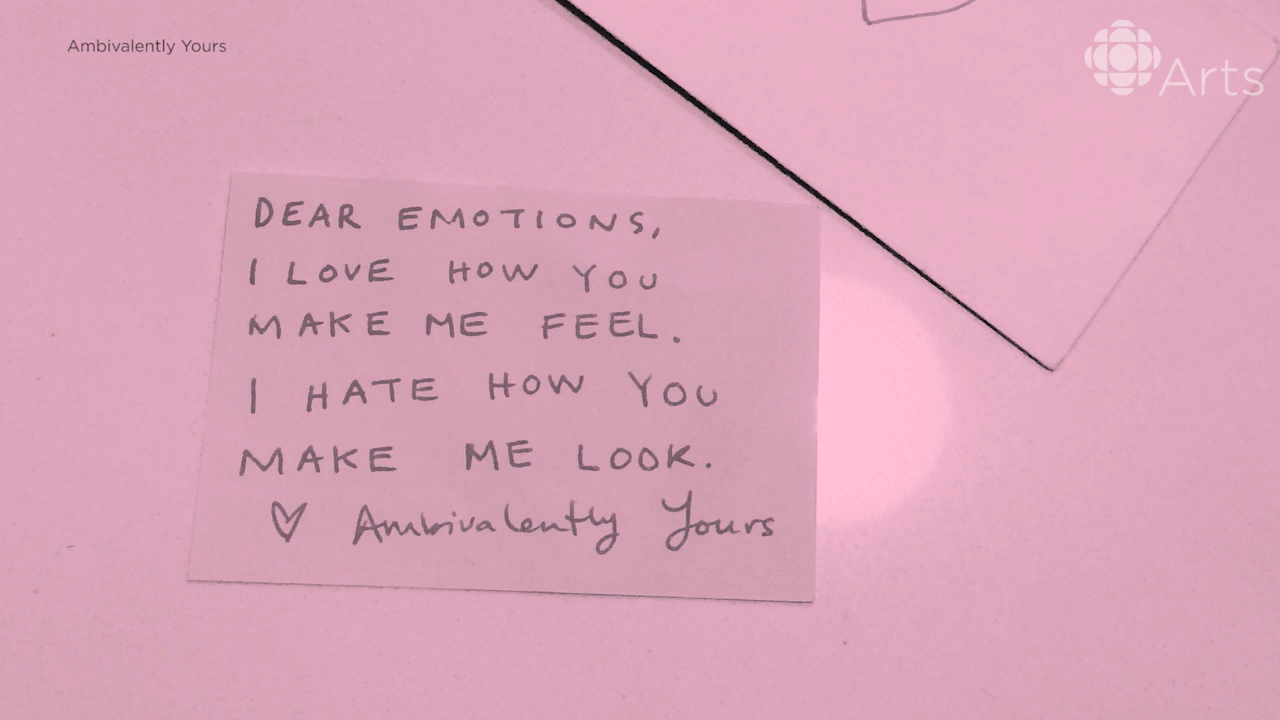 Ambivalently Yours
Arts
DEAR EMOTIONS,
I LOVE HOW YOU
MAKE ME FEEL.
I HATE HOW YOU
MAKE ME LOOK.
♡ Ambivalently Yours